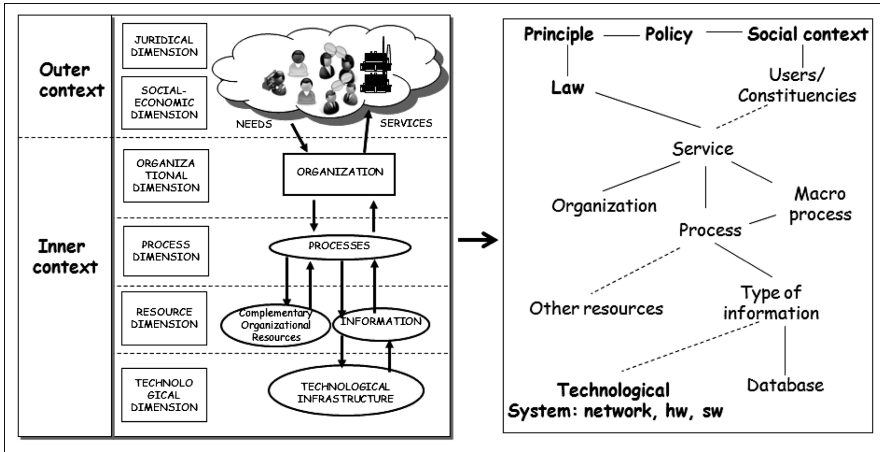 Outer
context
JURIDICAL
DIMENSION
SOCIAL-
ECONOMIC
DIMENSION
NEEDS
SERVICES
Inner
context
ORGANIZA
TIONAL
DIMENSION
ORGANIZATION
PROCESS
DIMENSION
PROCESSES
RESOURCE
DIMENSION
Complementary
Organizational
Resources
INFORMATION
TECHNOLO
GICAL
DIMENSION
TECHNOLOGICAL
INFRASTRUCTURE
Principle
Policy
Social context
Law
Users/
Constituencies
Service
Organization
Macro
process
Process
Other resources
Type of
information
Technological
System: network, hw, sw
Database